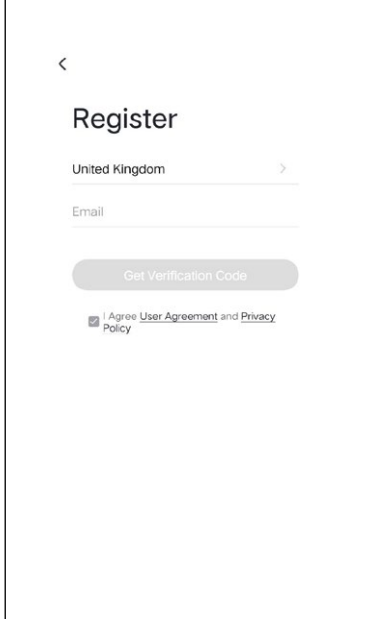 Register
United Kingdom
Email
Get Verification Code
I Agree User Agreement and Privacy
Policy